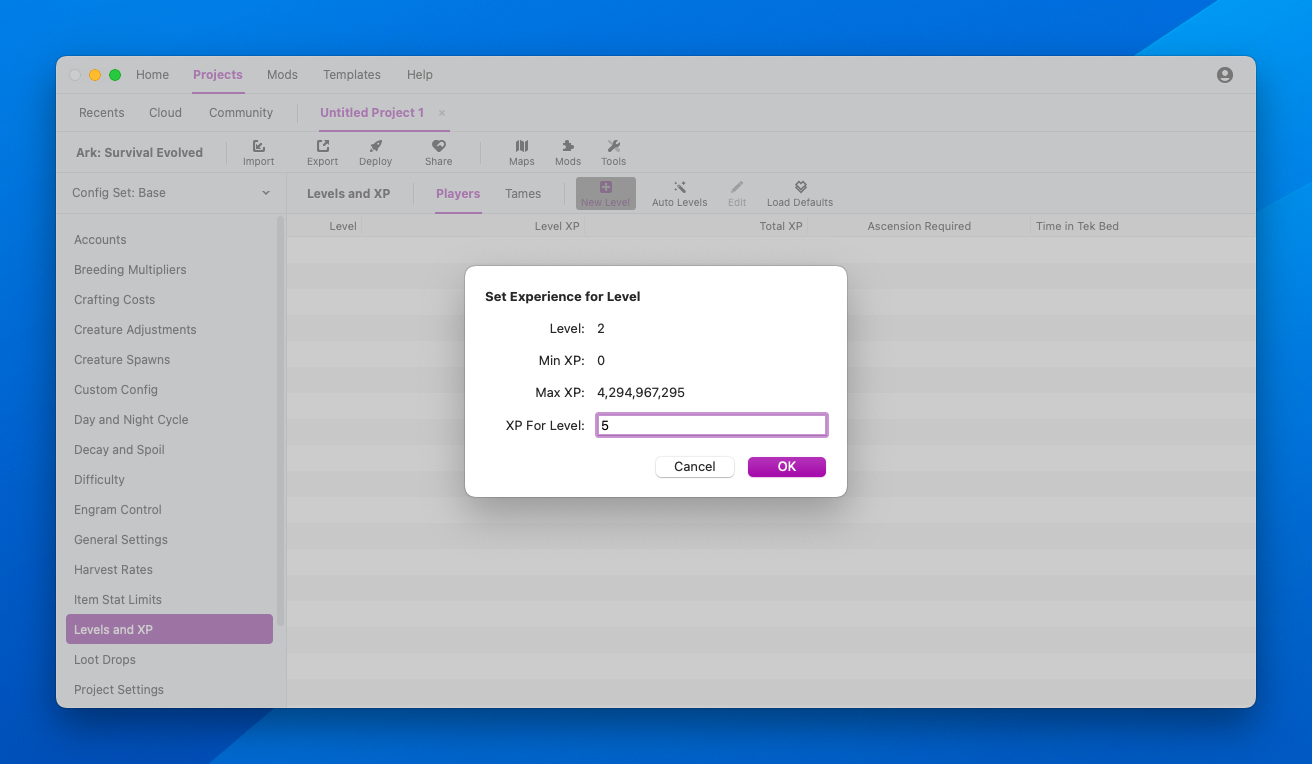 Home Projects Mods Templates Help
Recents Cloud Community Untitled Project 1 ×
Ark: Survival Evolved Import Export Deploy Share Maps Mods Tools
Config Set: Base
Levels and XP Players Tames New Level Auto Levels Edit Load Defaults
Level Level XP Total XP Ascension Required Time in Tek Bed
Accounts
Breeding Multipliers
Crafting Costs
Creature Adjustments
Creature Spawns
Custom Config
Day and Night Cycle
Decay and Spoil
Difficulty
Engram Control
General Settings
Harvest Rates
Item Stat Limits
Levels and XP
Loot Drops
Project Settings
Set Experience for Level
Level: 2
Min XP: 0
Max XP: 4,294,967,295
XP For Level: 5
Cancel OK